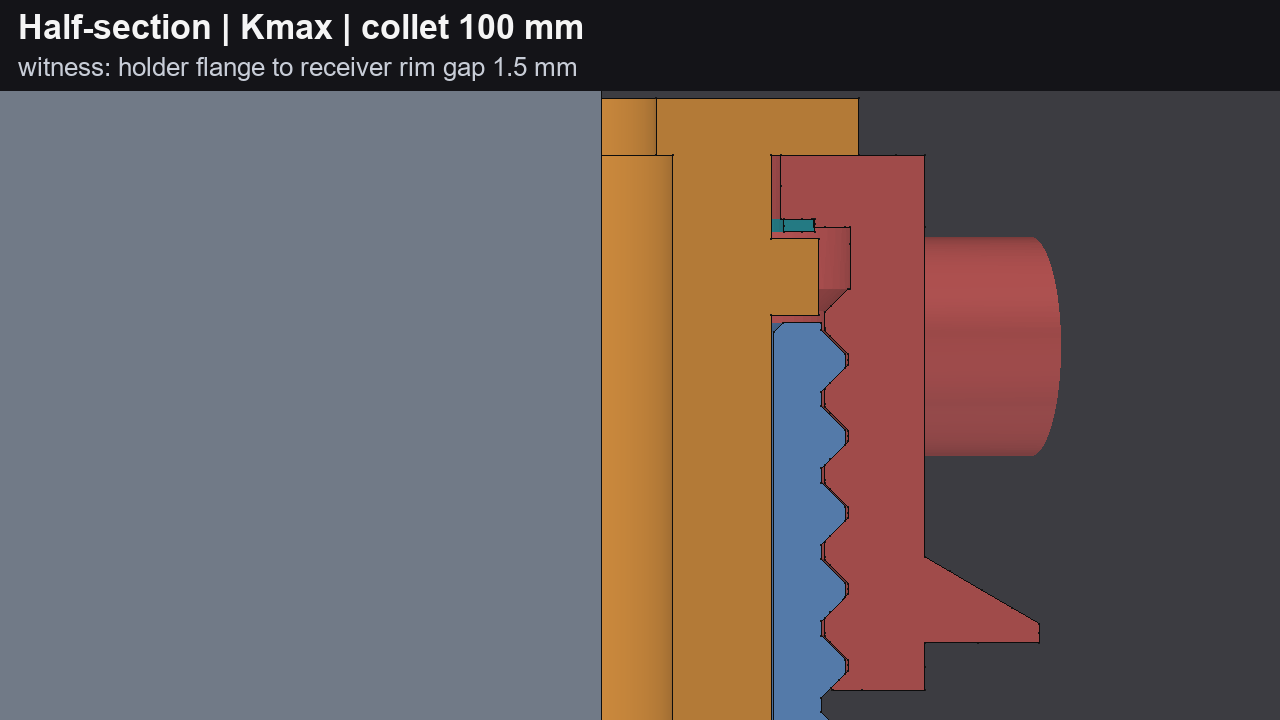 Half-section | Kmax | collet 100 mm
witness: holder flange to receiver rim gap 1.5 mm